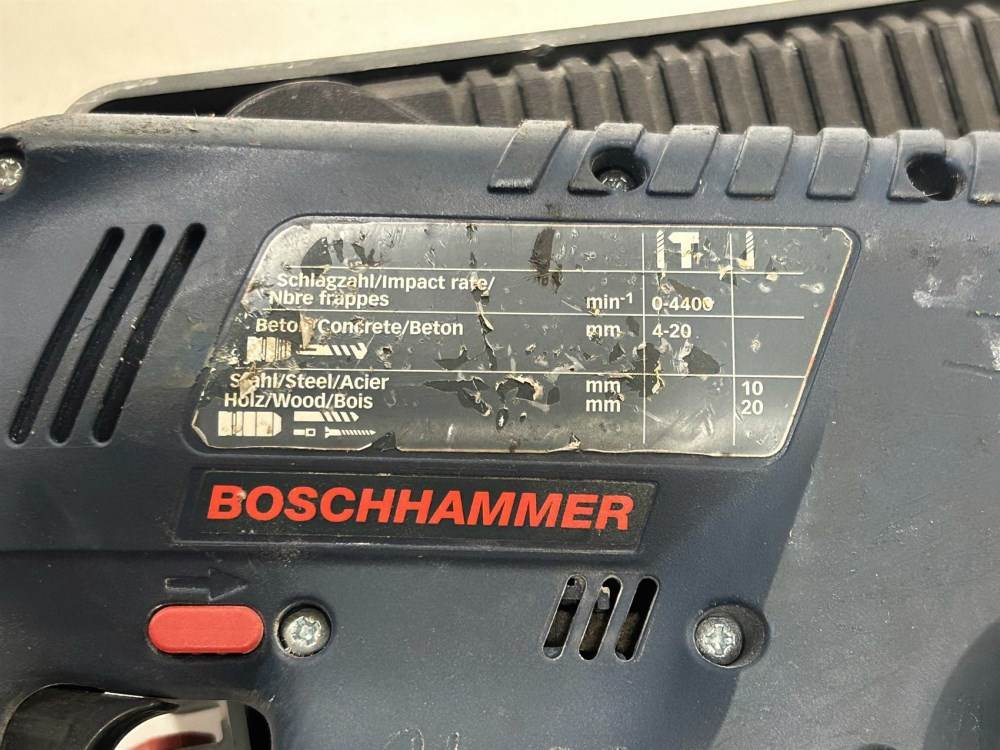 Schlagzahl/Impact rate/
Nbre frappes min-1 0-4400
Beton/Concrete/Beton mm 4-20
Stahl/Steel/Acier mm 10
Holz/Wood/Bois mm 20
BOSCHHAMMER